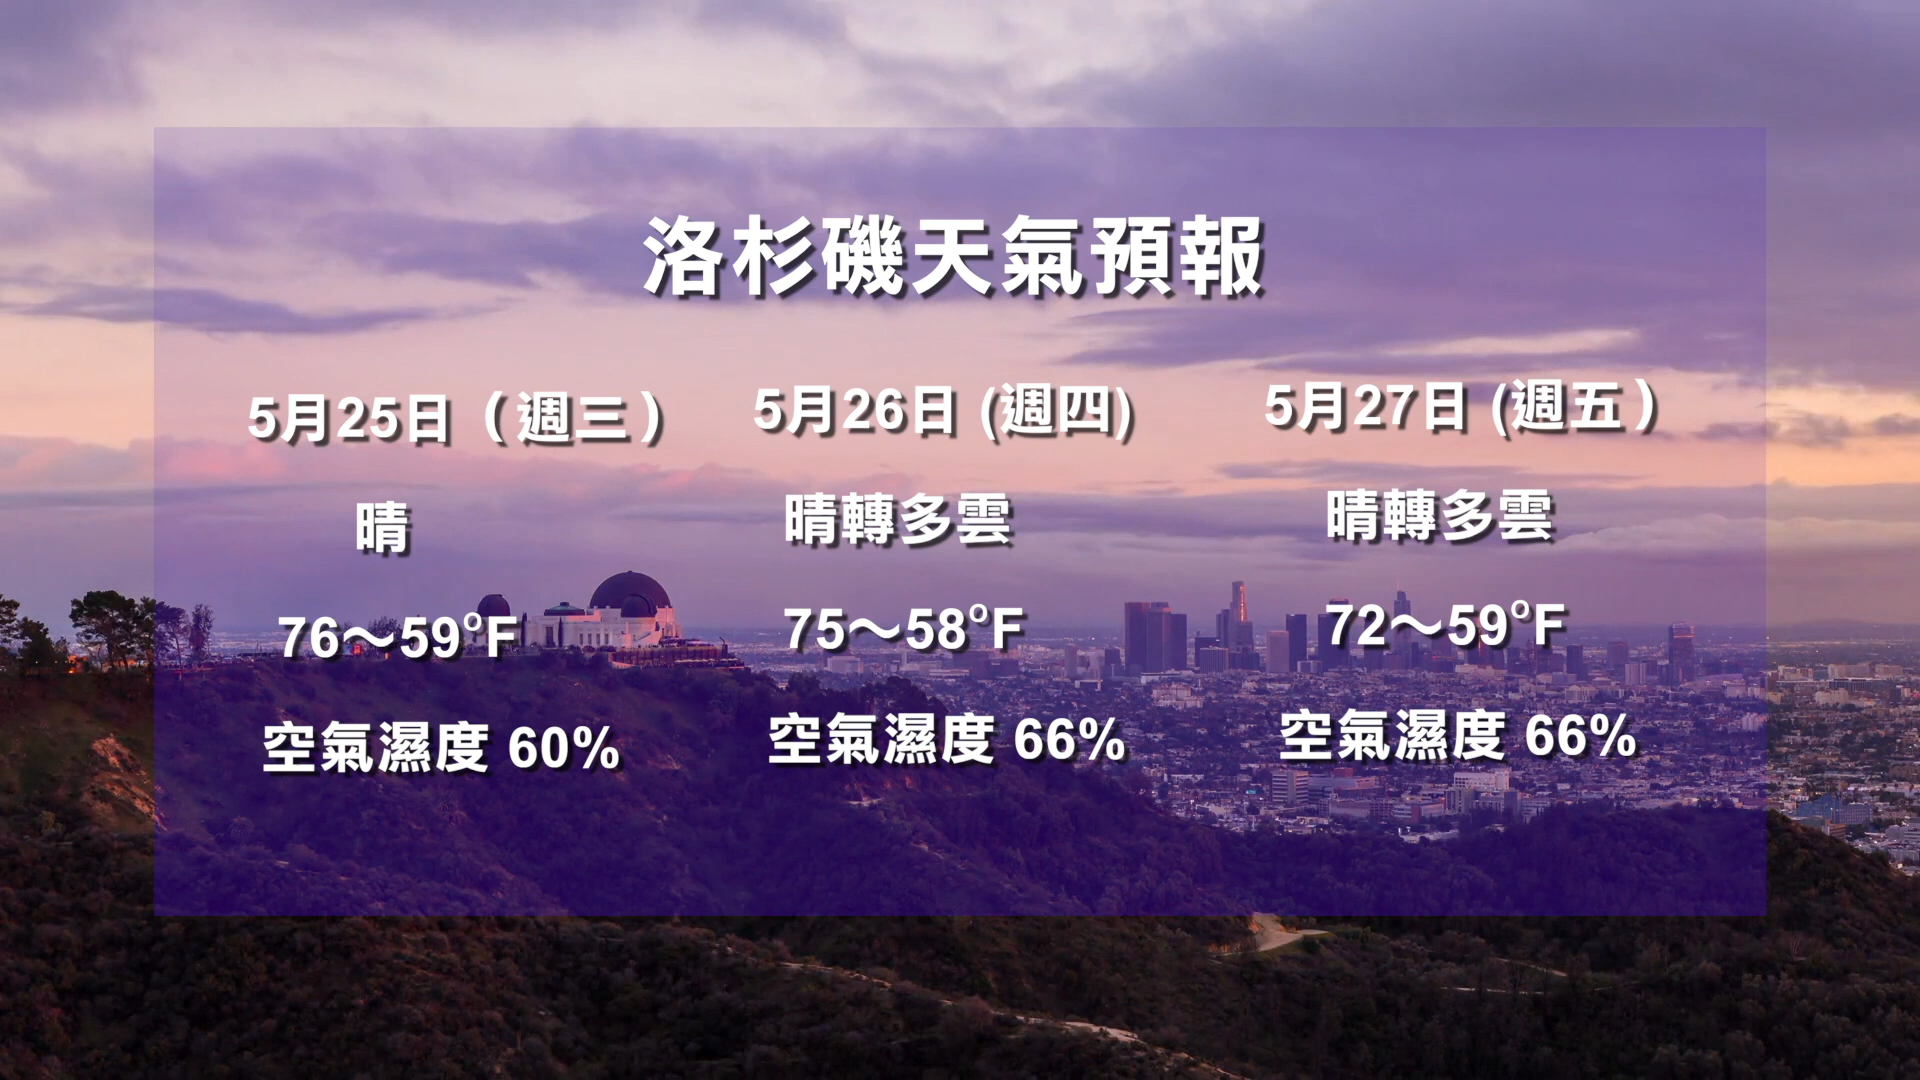 洛杉磯天氣預報
5月25日（週三）
晴
76～59°F
空氣濕度 60%
5月26日 (週四)
晴轉多雲
75～58°F
空氣濕度 66%
5月27日 (週五）
晴轉多雲
72～59°F
空氣濕度 66%